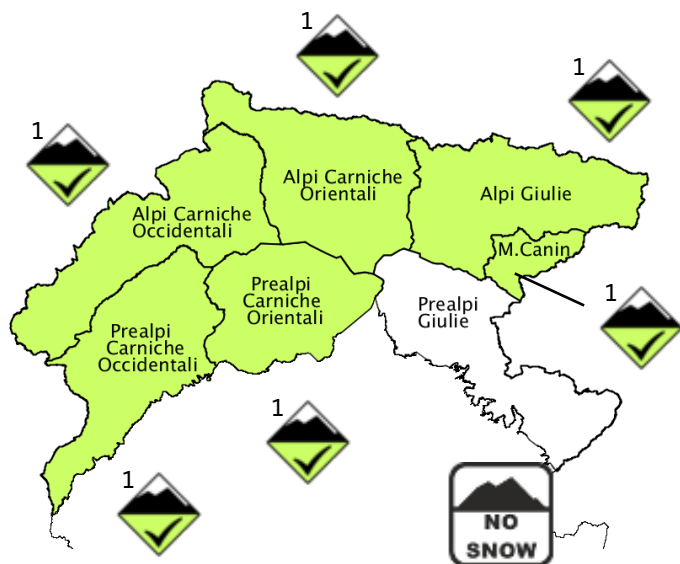 1
1
1
Alpi Carniche
Orientali
Alpi Giulie
Alpi Carniche
Occidentali
M.Canin
Prealpi
Carniche
Orientali
Prealpi
Giulie
1
Prealpi
Carniche
Occidentali
1
1
NO
SNOW